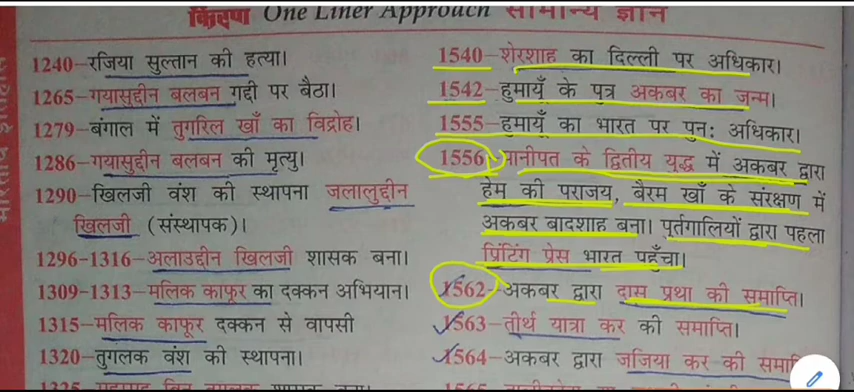 किरण One Liner Approach सामान्य ज्ञान
भारतीय इतिहास
1240–रजिया सुल्तान की हत्या।
1265–गयासुद्दीन बलबन गद्दी पर बैठा।
1279–बंगाल में तुगरिल खाँ का विद्रोह।
1286–गयासुद्दीन बलबन की मृत्यु।
1290–खिलजी वंश की स्थापना जलालुद्दीन
खिलजी (संस्थापक)।
1296-1316–अलाउद्दीन खिलजी शासक बना।
1309-1313–मलिक काफूर का दक्कन अभियान।
1315–मलिक काफूर दक्कन से वापसी
1320–तुगलक वंश की स्थापना।
1540–शेरशाह का दिल्ली पर अधिकार।
1542–हुमायूँ के पुत्र अकबर का जन्म।
1555–हुमायूँ का भारत पर पुनः अधिकार।
1556–पानीपत के द्वितीय युद्ध में अकबर द्वारा
हेमू की पराजय, बैरम खाँ के संरक्षण में
अकबर बादशाह बना। पुर्तगालियों द्वारा पहला
प्रिंटिंग प्रेस भारत पहुँचा।
1562–अकबर द्वारा दास प्रथा की समाप्ति।
1563–तीर्थ यात्रा कर की समाप्ति।
1564–अकबर द्वारा जजिया कर की